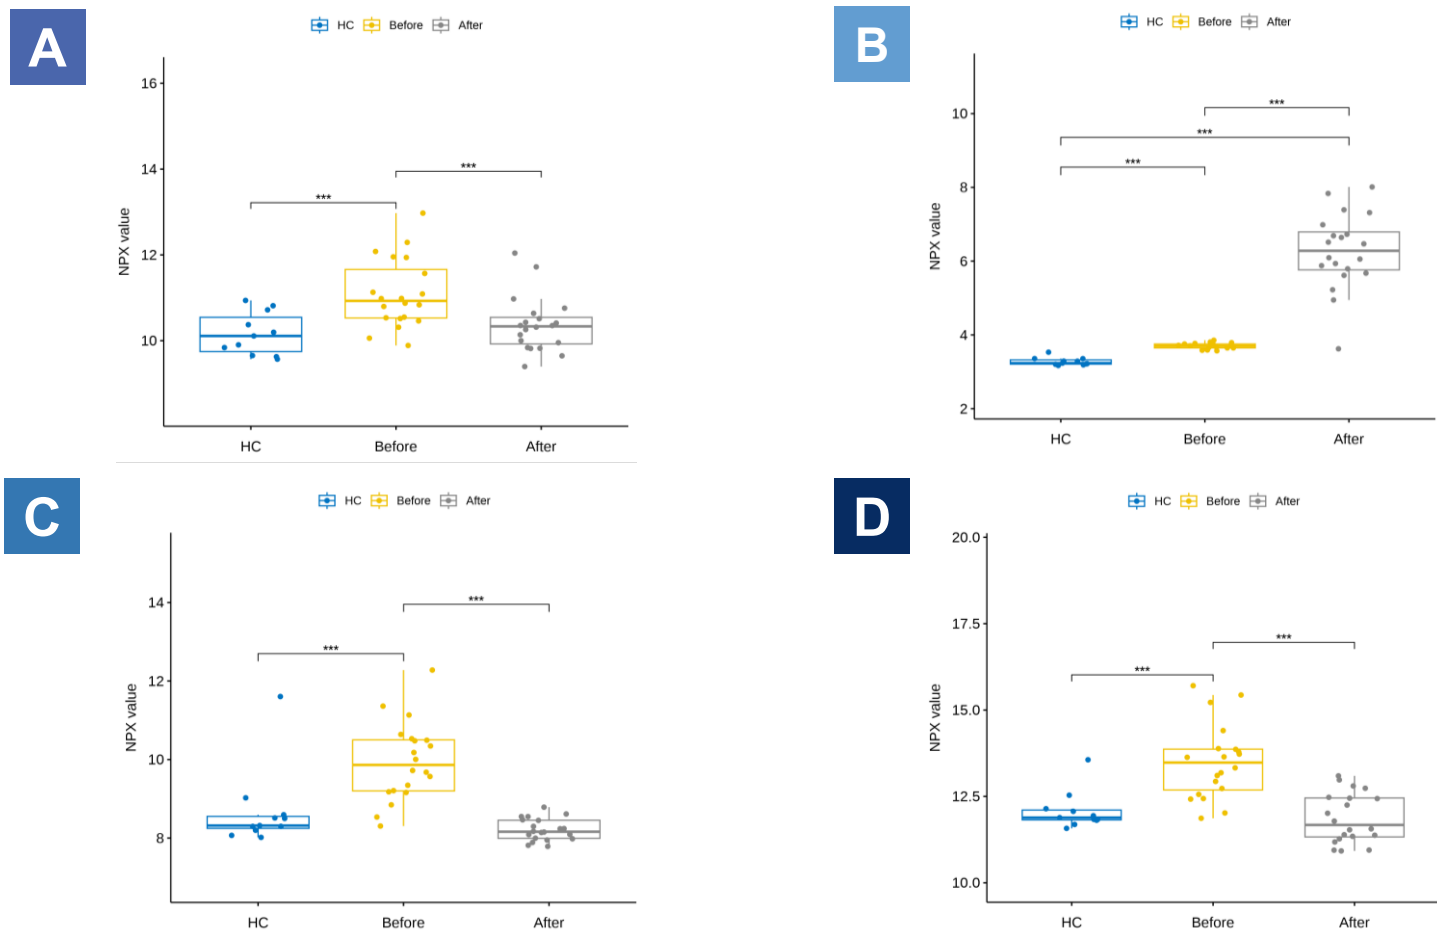 A
HC Before After
16
14
12
10
NPX value
***
***
HC Before After
B
HC Before After
10
8
6
4
2
NPX value
***
***
***
HC Before After
C
HC Before After
14
12
10
8
NPX value
***
***
HC Before After
D
HC Before After
20.0
17.5
15.0
12.5
10.0
NPX value
***
***
HC Before After